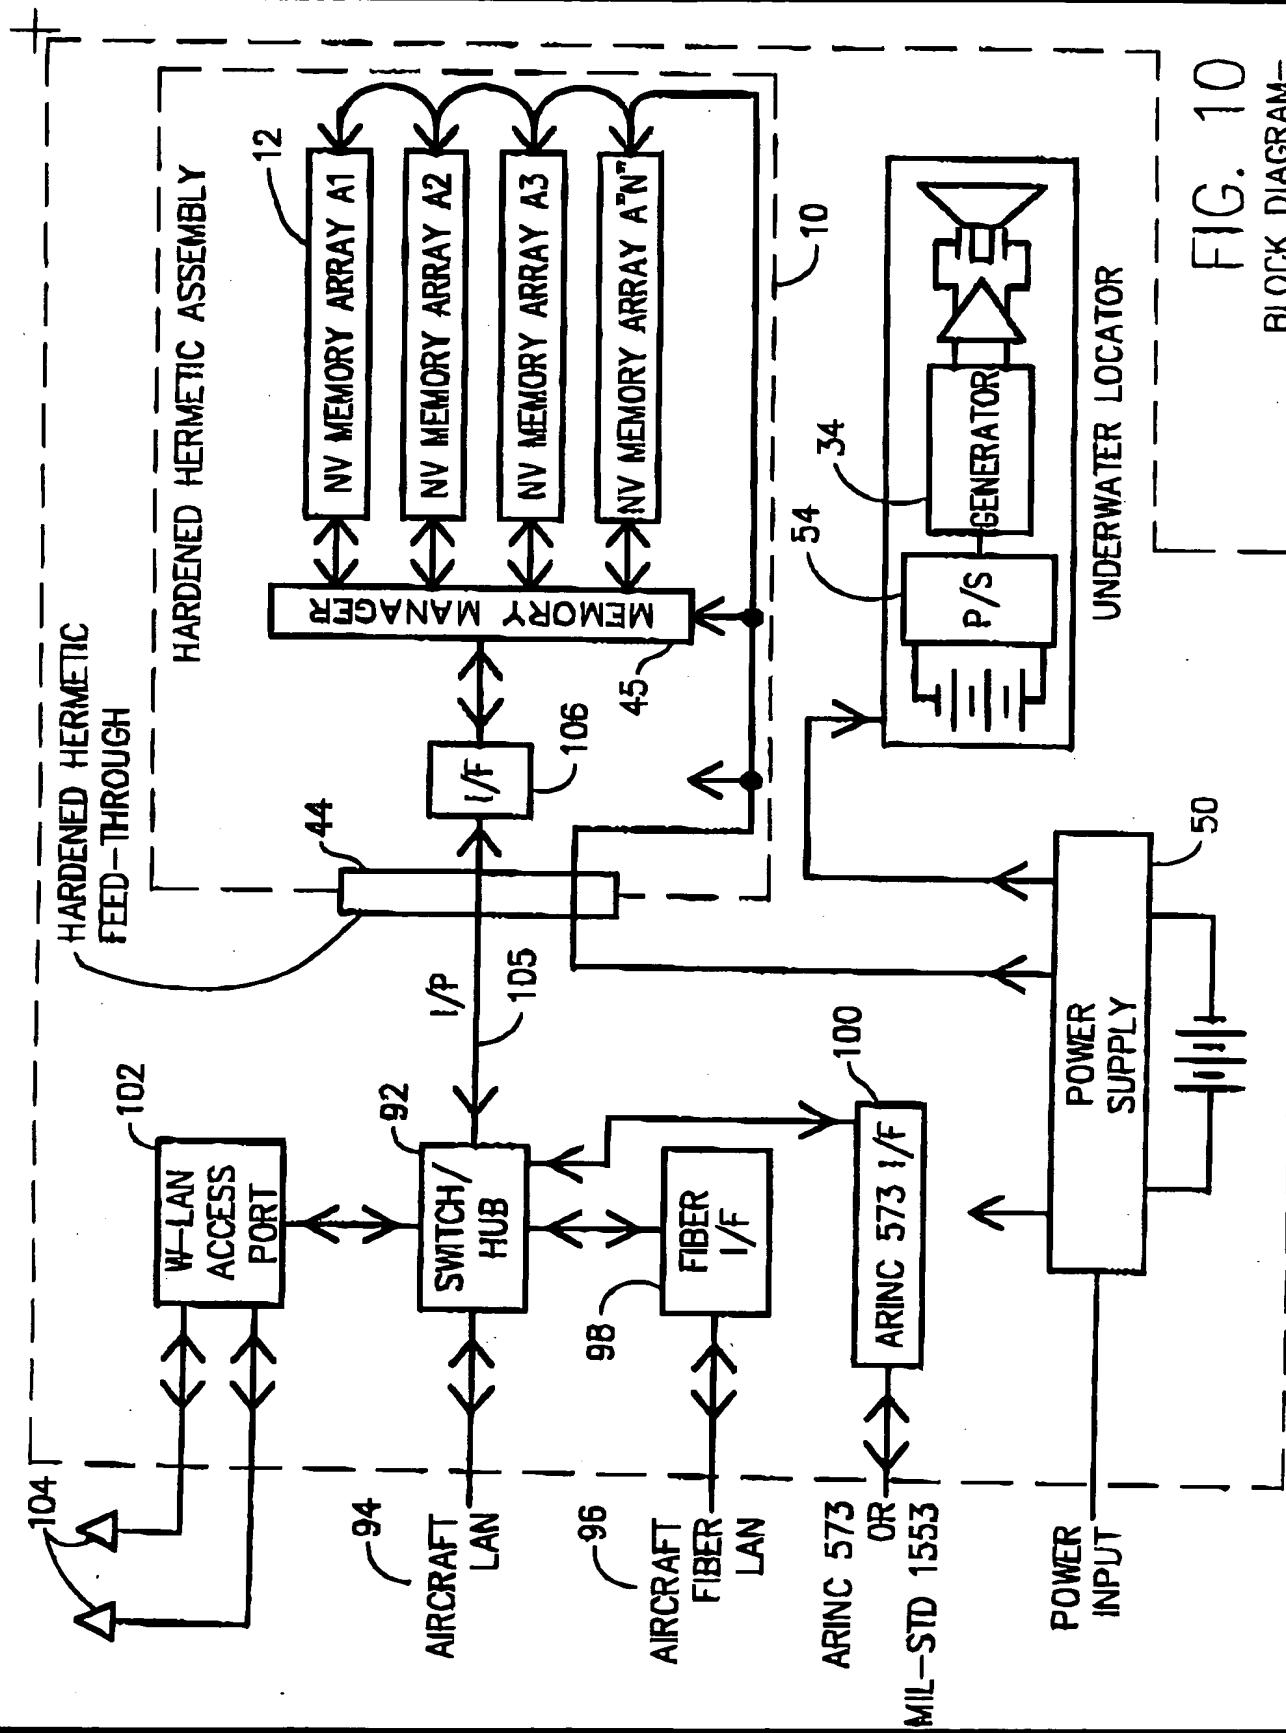 HARDENED HERMETIC
FEED-THROUGH
HARDENED HERMETIC ASSEMBLY
104
102
W-LAN
ACCESS
PORT
44
12
NV MEMORY ARRAY A1
NV MEMORY ARRAY A2
NV MEMORY ARRAY A3
NV MEMORY ARRAY A"N"
MEMORY MANAGER
45
I/F
106
10
94
AIRCRAFT
LAN
92
SWITCH/
HUB
I/P
105
96
AIRCRAFT
FIBER
LAN
98
FIBER
I/F
ARINC 573
OR
MIL-STD 1553
100
ARINC 573 I/F
POWER
INPUT
POWER
SUPPLY
50
54
P/S
34
GENERATOR
UNDERWATER LOCATOR
FIG. 10
BLOCK DIAGRAM-